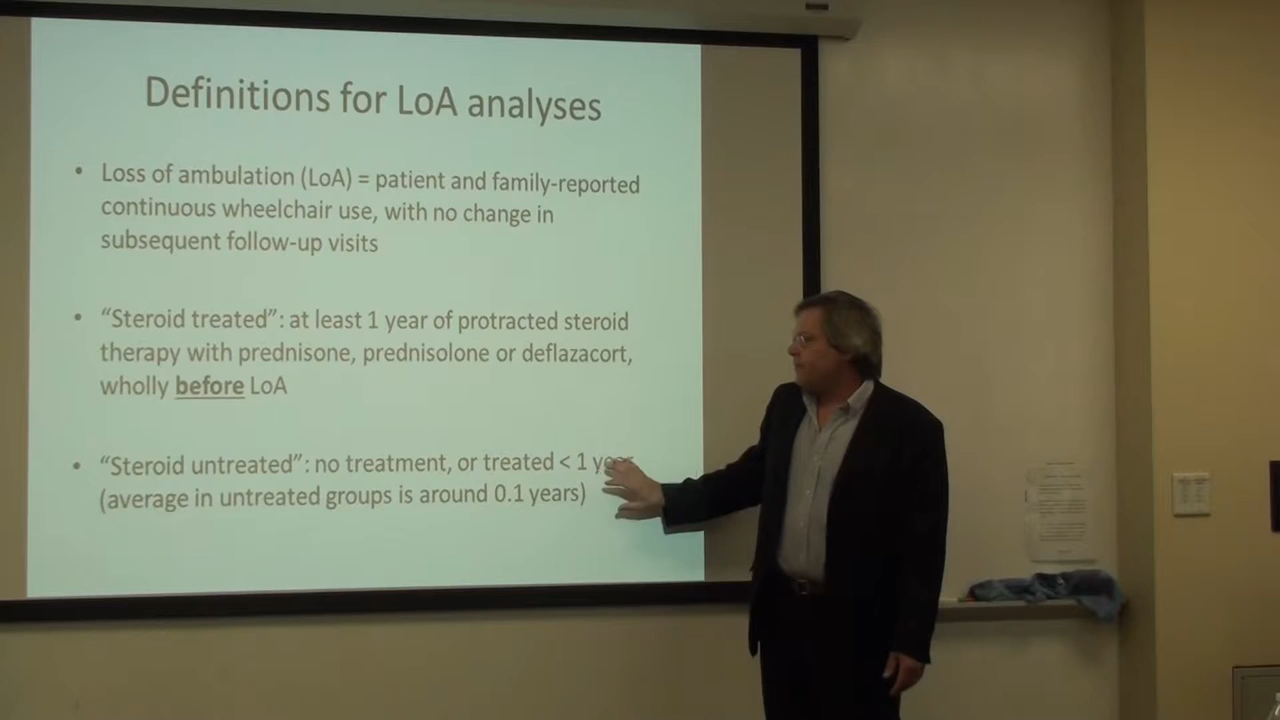 Definitions for LoA analyses
• Loss of ambulation (LoA) = patient and family-reported
continuous wheelchair use, with no change in
subsequent follow-up visits
• “Steroid treated”: at least 1 year of protracted steroid
therapy with prednisone, prednisolone or deflazacort,
wholly before LoA
• “Steroid untreated”: no treatment, or treated < 1 year
(average in untreated groups is around 0.1 years)